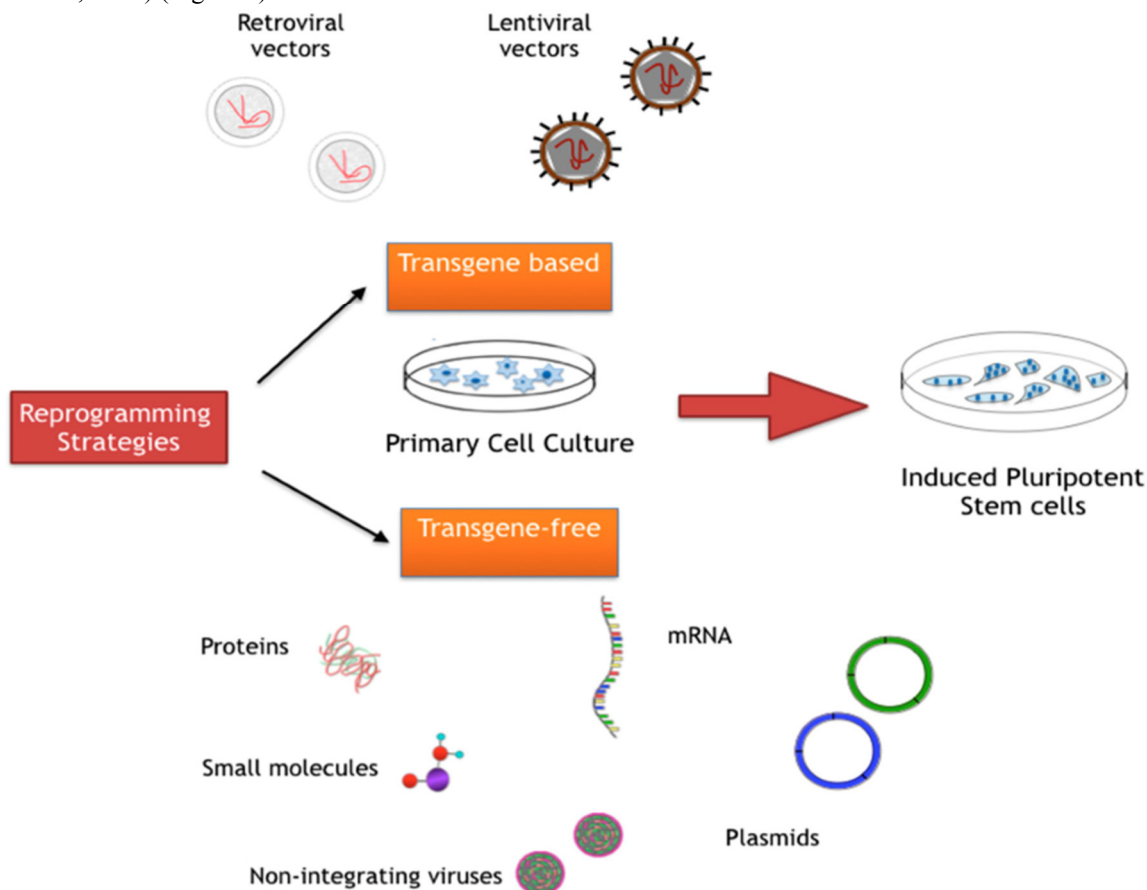 Retroviral
vectors
Lentiviral
vectors
Transgene based
Reprogramming
Strategies
Primary Cell Culture
Induced Pluripotent
Stem cells
Transgene-free
Proteins
mRNA
Small molecules
Plasmids
Non-integrating viruses